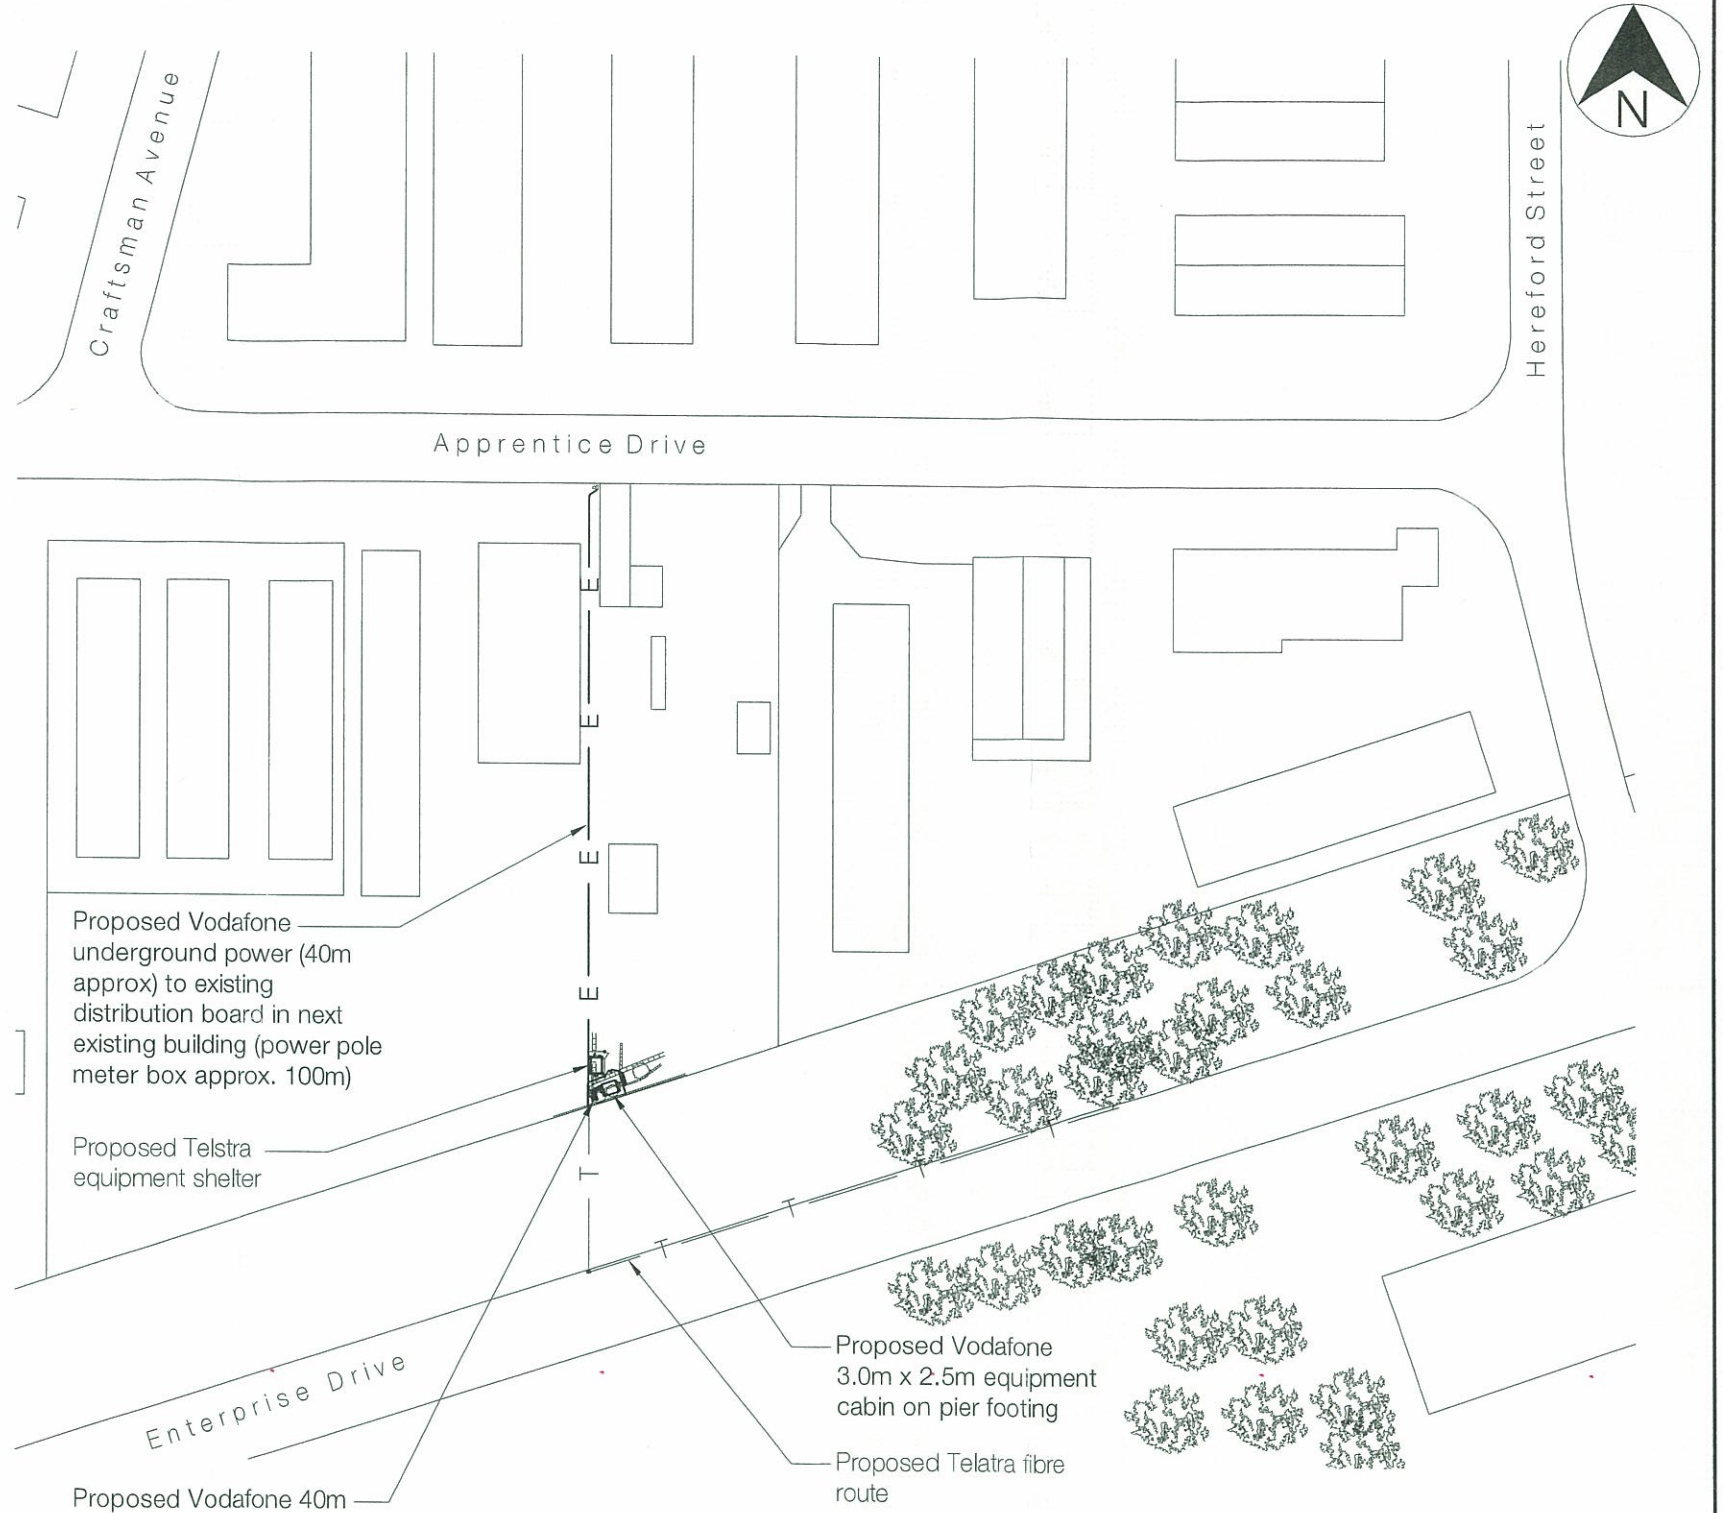 N
Craftsman Avenue
Hereford Street
Apprentice Drive
E
E
E
E
Proposed Vodafone
underground power (40m
approx) to existing
distribution board in next
existing building (power pole
meter box approx. 100m)
Proposed Telstra
equipment shelter
T
T
T
T
T
Enterprise Drive
Proposed Vodafone
3.0m x 2.5m equipment
cabin on pier footing
Proposed Telatra fibre
route
Proposed Vodafone 40m